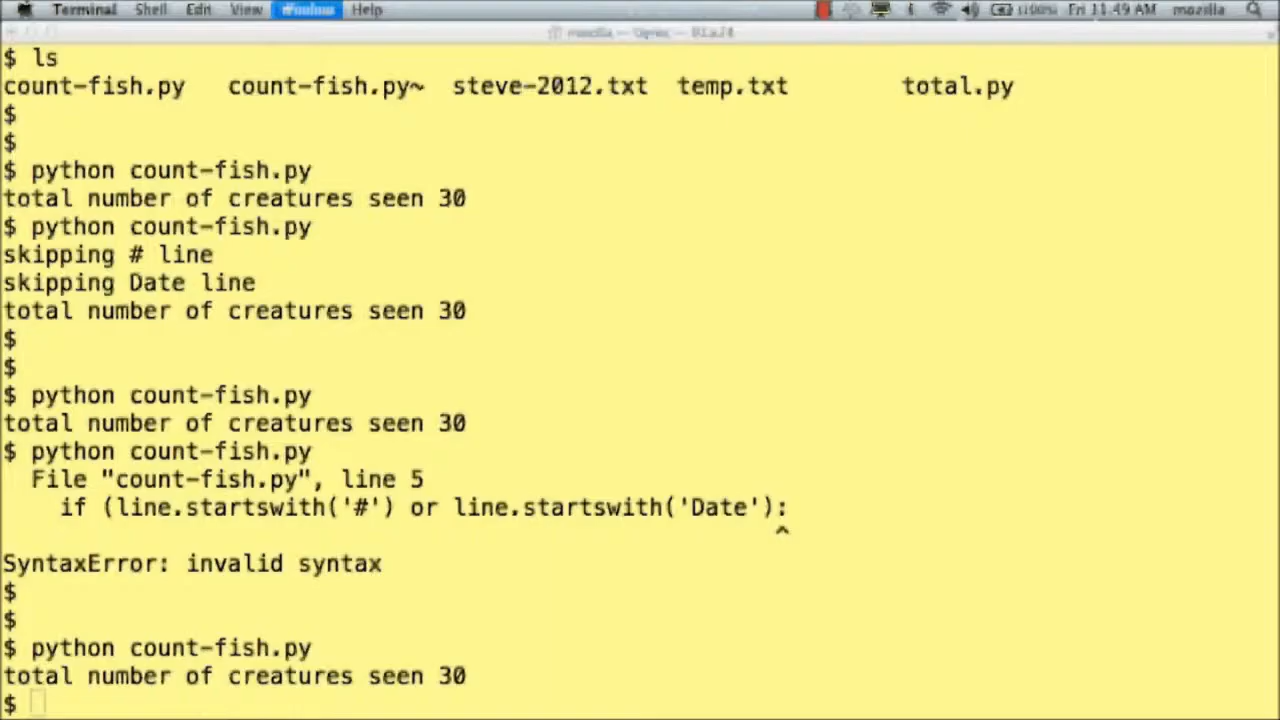 Terminal Shell Edit View Window Help Fri 11:49 AM mozilla
$ ls
count-fish.py count-fish.py~ steve-2012.txt temp.txt total.py
$
$
$ python count-fish.py
total number of creatures seen 30
$ python count-fish.py
skipping # line
skipping Date line
total number of creatures seen 30
$
$
$ python count-fish.py
total number of creatures seen 30
$ python count-fish.py
File "count-fish.py", line 5
if (line.startswith('#') or line.startswith('Date'):
^
SyntaxError: invalid syntax
$
$
$ python count-fish.py
total number of creatures seen 30
$